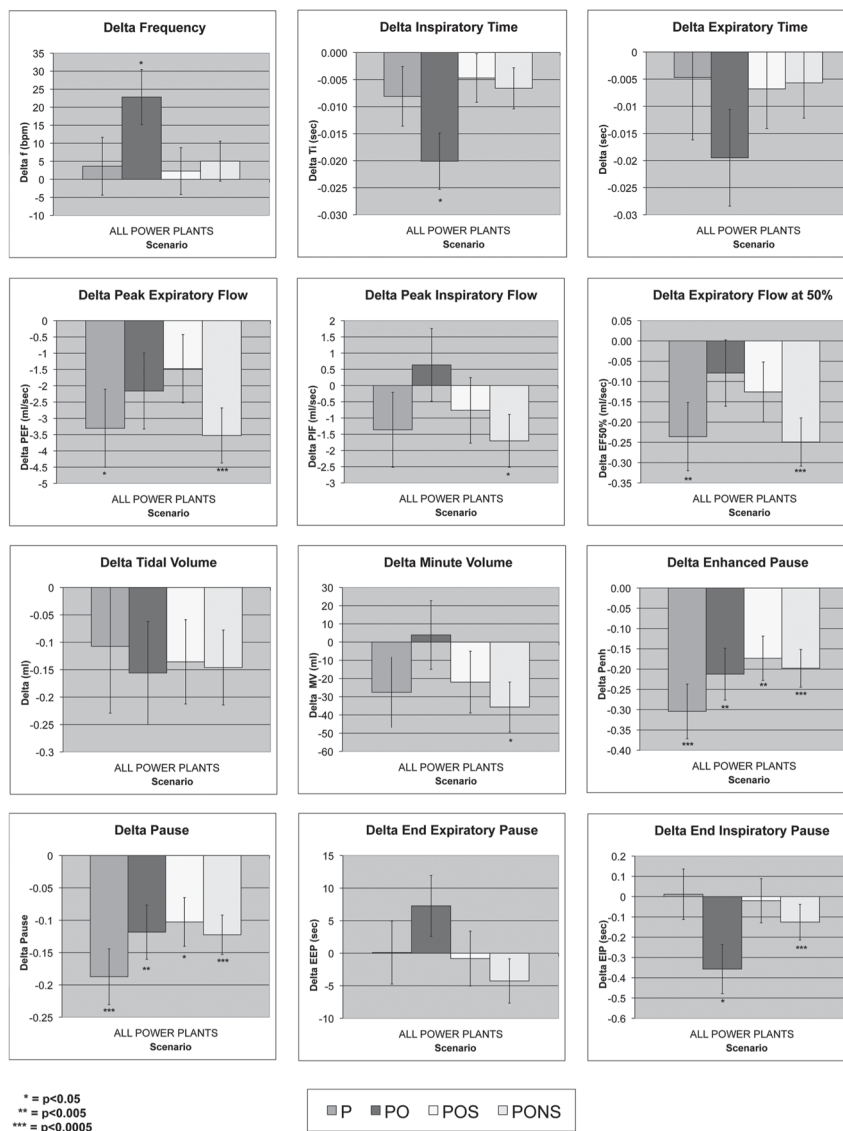 Delta Frequency
Delta f (bpm)
35
30
25
20
15
10
5
0
-5
-10
*
ALL POWER PLANTS
Scenario
Delta Inspiratory Time
Delta Ti (sec)
0.000
-0.005
-0.010
-0.015
-0.020
-0.025
-0.030
*
ALL POWER PLANTS
Scenario
Delta Expiratory Time
Delta (sec)
0
-0.005
-0.01
-0.015
-0.02
-0.025
-0.03
ALL POWER PLANTS
Scenario
Delta Peak Expiratory Flow
Delta PEF (ml/sec)
0
-0.5
-1
-1.5
-2
-2.5
-3
-3.5
-4
-4.5
-5
*
***
ALL POWER PLANTS
Scenario
Delta Peak Inspiratory Flow
Delta PIF (ml/sec)
2
1.5
1
0.5
0
-0.5
-1
-1.5
-2
-2.5
-3
*
ALL POWER PLANTS
Scenario
Delta Expiratory Flow at 50%
Delta EF50% (ml/sec)
0.05
0.00
-0.05
-0.10
-0.15
-0.20
-0.25
-0.30
-0.35
**
***
ALL POWER PLANTS
Scenario
Delta Tidal Volume
Delta (ml)
0
-0.05
-0.1
-0.15
-0.2
-0.25
-0.3
ALL POWER PLANTS
Scenario
Delta Minute Volume
Delta MV (ml)
30
20
10
0
-10
-20
-30
-40
-50
-60
*
ALL POWER PLANTS
Scenario
Delta Enhanced Pause
Delta Penh
0.00
-0.05
-0.10
-0.15
-0.20
-0.25
-0.30
-0.35
-0.40
***
**
**
***
ALL POWER PLANTS
Scenario
Delta Pause
Delta Pause
0
-0.05
-0.1
-0.15
-0.2
-0.25
***
**
*
***
ALL POWER PLANTS
Scenario
Delta End Expiratory Pause
Delta EEP (sec)
15
10
5
0
-5
-10
ALL POWER PLANTS
Scenario
Delta End Inspiratory Pause
Delta EIP (sec)
0.2
0.1
0
-0.1
-0.2
-0.3
-0.4
-0.5
-0.6
*
***
ALL POWER PLANTS
Scenario
* = p<0.05
** = p<0.005
*** = p<0.0005
P PO POS PONS